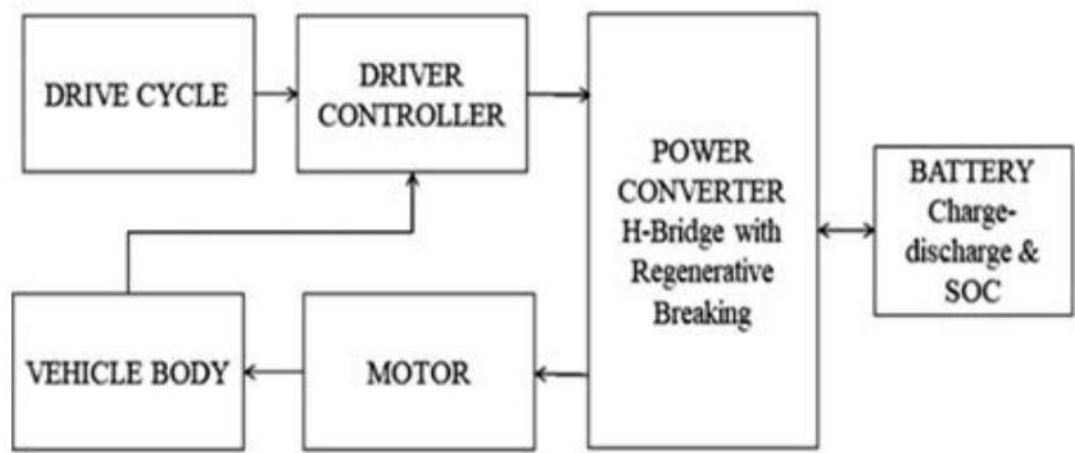 DRIVE CYCLE
DRIVER
CONTROLLER
POWER
CONVERTER
H-Bridge with
Regenerative
Breaking
BATTERY
Charge-
discharge &
SOC
VEHICLE BODY
MOTOR